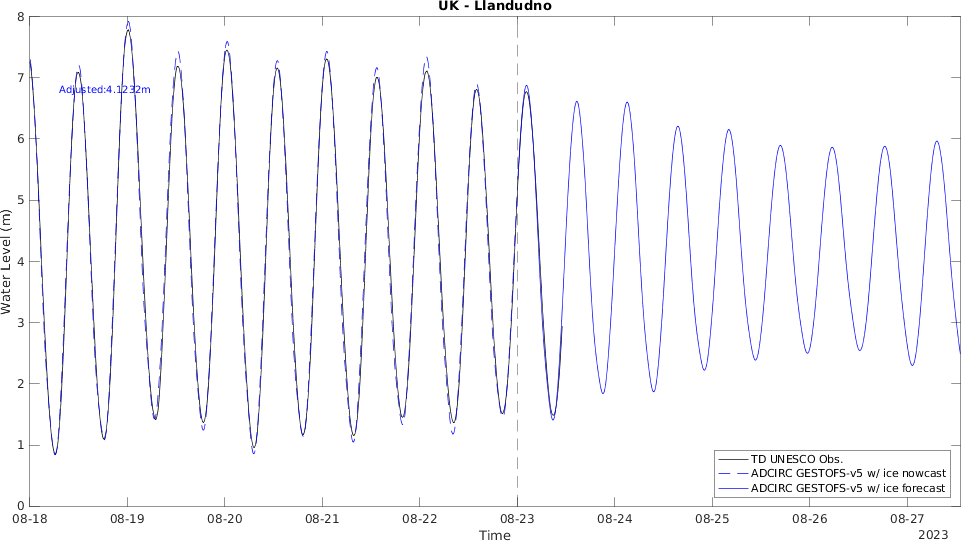 UK - Llandudno
8
7
6
5
4
3
2
1
0
Water Level (m)
Adjusted:4.1232m
TD UNESCO Obs.
ADCIRC GESTOFS-v5 w/ ice nowcast
ADCIRC GESTOFS-v5 w/ ice forecast
08-18 08-19 08-20 08-21 08-22 08-23 08-24 08-25 08-26 08-27
Time
2023